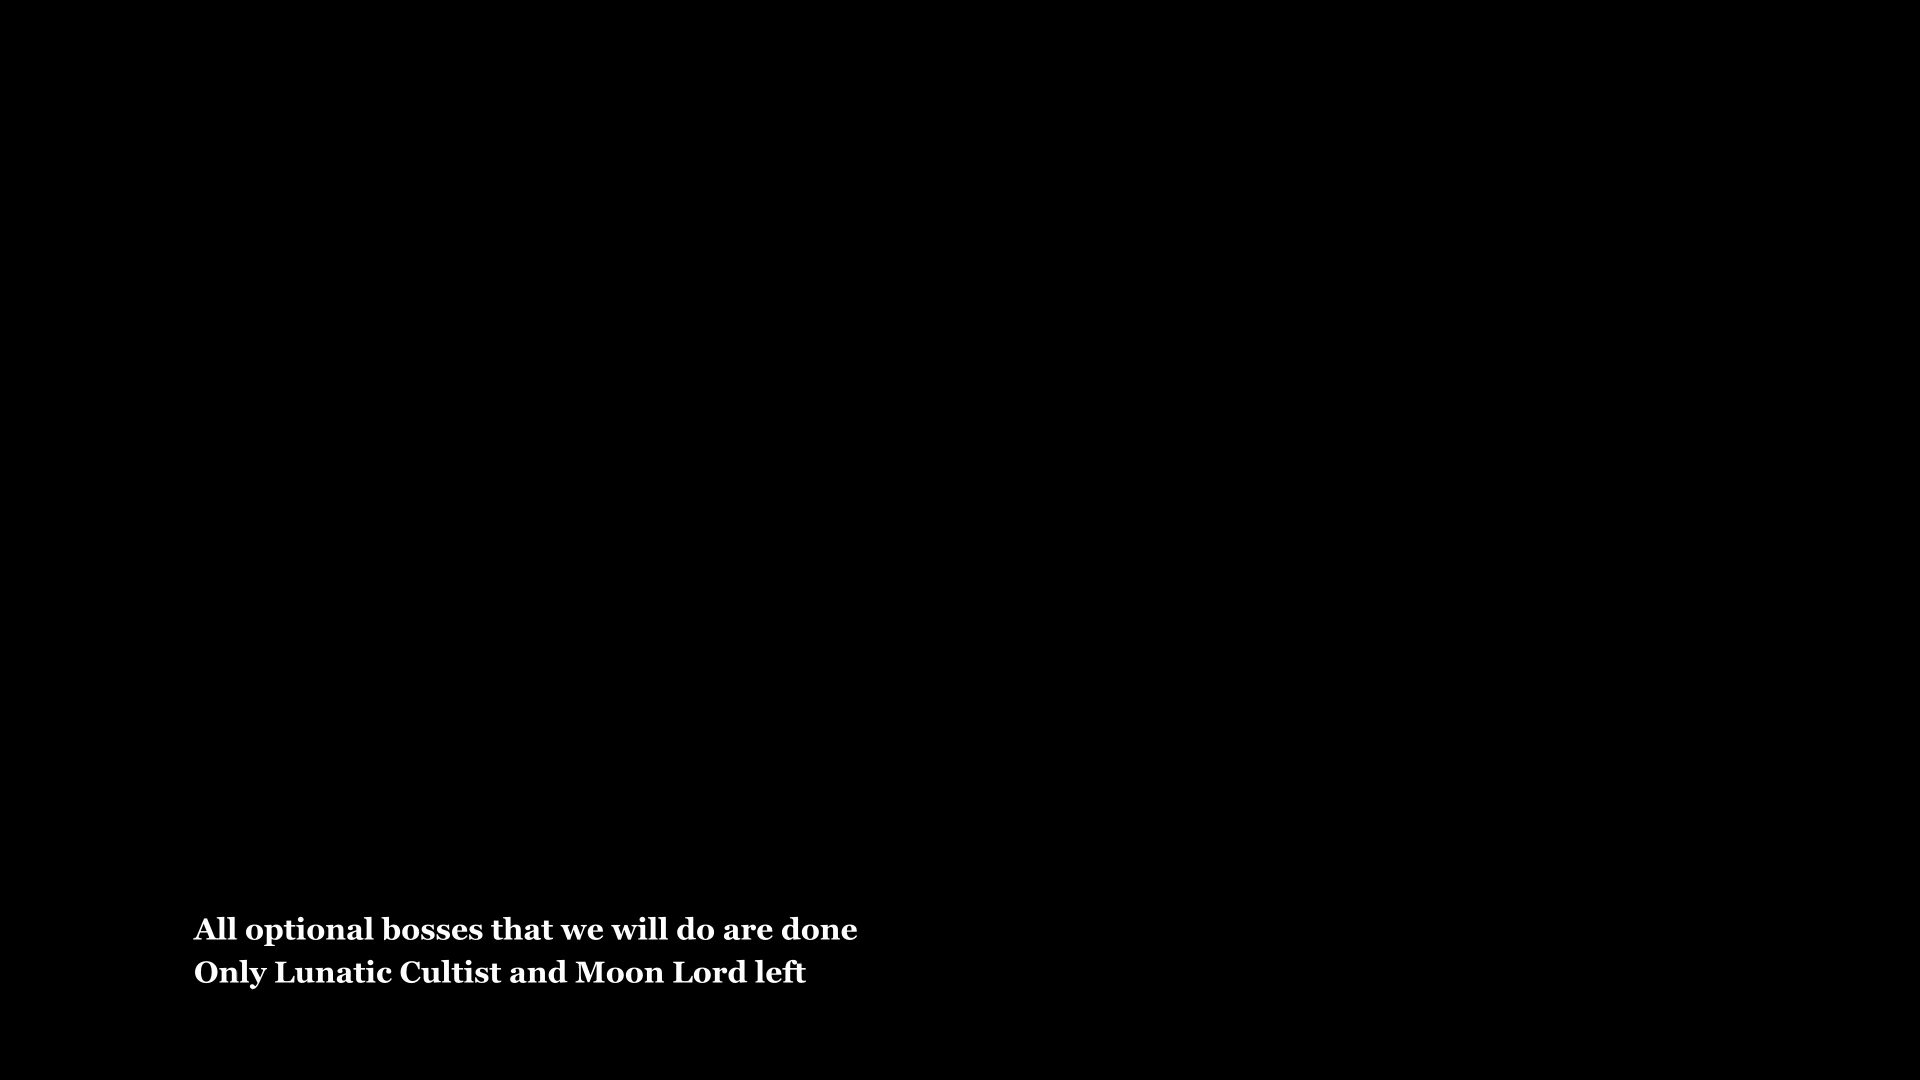 All optional bosses that we will do are done
Only Lunatic Cultist and Moon Lord left